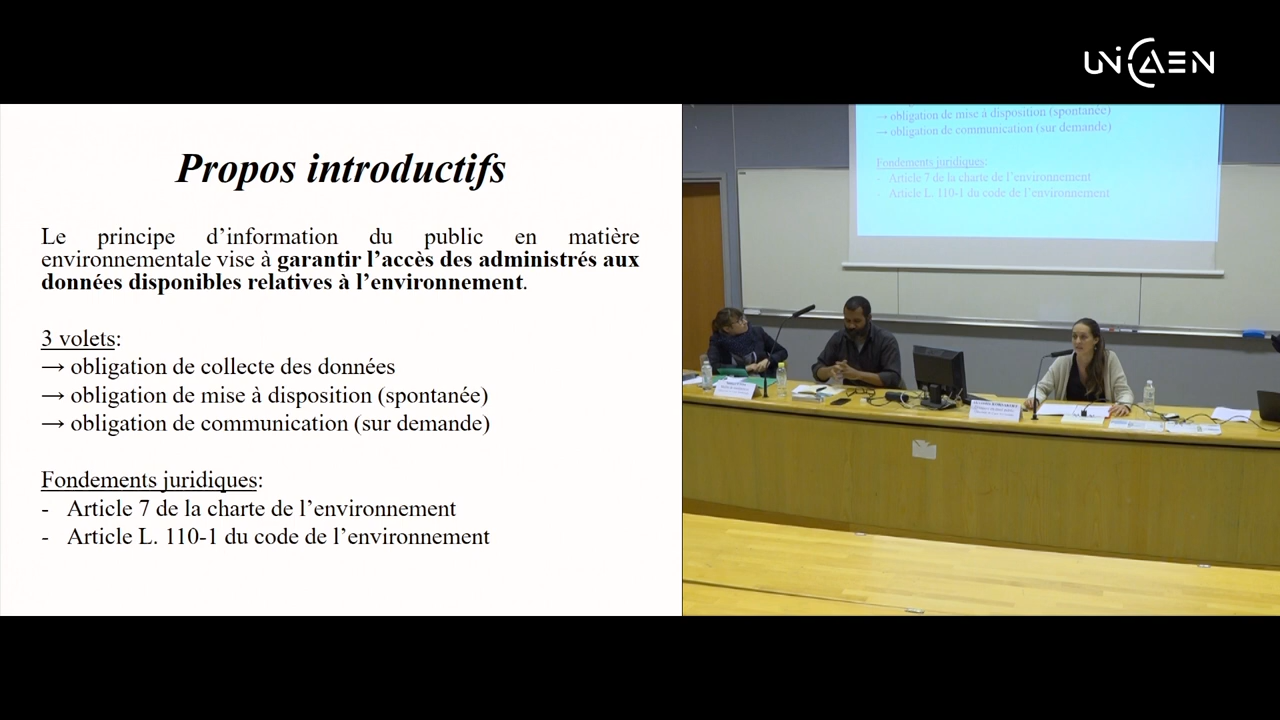 UNICAEN
Propos introductifs
Le principe d’information du public en matière
environnementale vise à garantir l’accès des administrés aux
données disponibles relatives à l’environnement.
3 volets:
→ obligation de collecte des données
→ obligation de mise à disposition (spontanée)
→ obligation de communication (sur demande)
Fondements juridiques:
- Article 7 de la charte de l’environnement
- Article L. 110-1 du code de l’environnement
→ obligation de mise à disposition (spontanée)
→ obligation de communication (sur demande)
Fondements juridiques:
- Article 7 de la charte de l’environnement
- Article L. 110-1 du code de l’environnement